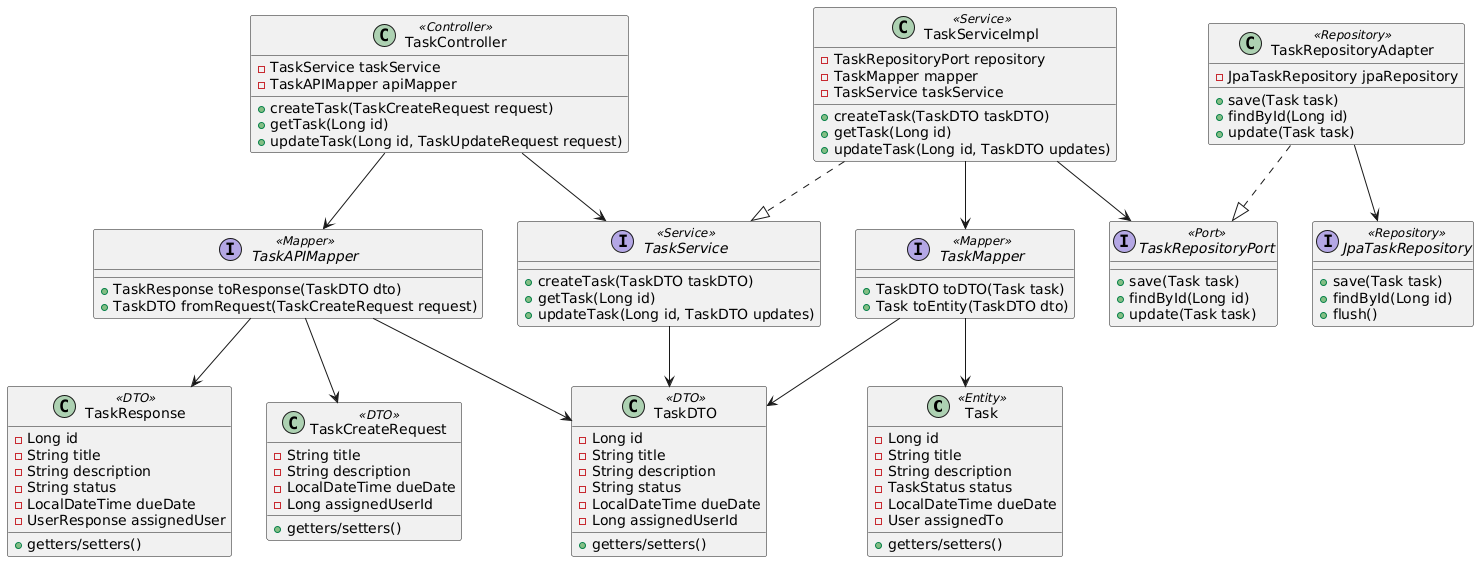 «Controller»
C TaskController
TaskService taskService
TaskAPIMapper apiMapper
createTask(TaskCreateRequest request)
getTask(Long id)
updateTask(Long id, TaskUpdateRequest request)
«Service»
C TaskServiceImpl
TaskRepositoryPort repository
TaskMapper mapper
TaskService taskService
createTask(TaskDTO taskDTO)
getTask(Long id)
updateTask(Long id, TaskDTO updates)
«Repository»
C TaskRepositoryAdapter
JpaTaskRepository jpaRepository
save(Task task)
findById(Long id)
update(Task task)
«Mapper»
I TaskAPIMapper
TaskResponse toResponse(TaskDTO dto)
TaskDTO fromRequest(TaskCreateRequest request)
«Service»
I TaskService
createTask(TaskDTO taskDTO)
getTask(Long id)
updateTask(Long id, TaskDTO updates)
«Mapper»
I TaskMapper
TaskDTO toDTO(Task task)
Task toEntity(TaskDTO dto)
«Port»
I TaskRepositoryPort
save(Task task)
findById(Long id)
update(Task task)
«Repository»
I JpaTaskRepository
save(Task task)
findById(Long id)
flush()
«DTO»
C TaskResponse
Long id
String title
String description
String status
LocalDateTime dueDate
UserResponse assignedUser
getters/setters()
«DTO»
C TaskCreateRequest
String title
String description
LocalDateTime dueDate
Long assignedUserId
getters/setters()
«DTO»
C TaskDTO
Long id
String title
String description
String status
LocalDateTime dueDate
Long assignedUserId
getters/setters()
«Entity»
C Task
Long id
String title
String description
TaskStatus status
LocalDateTime dueDate
User assignedTo
getters/setters()